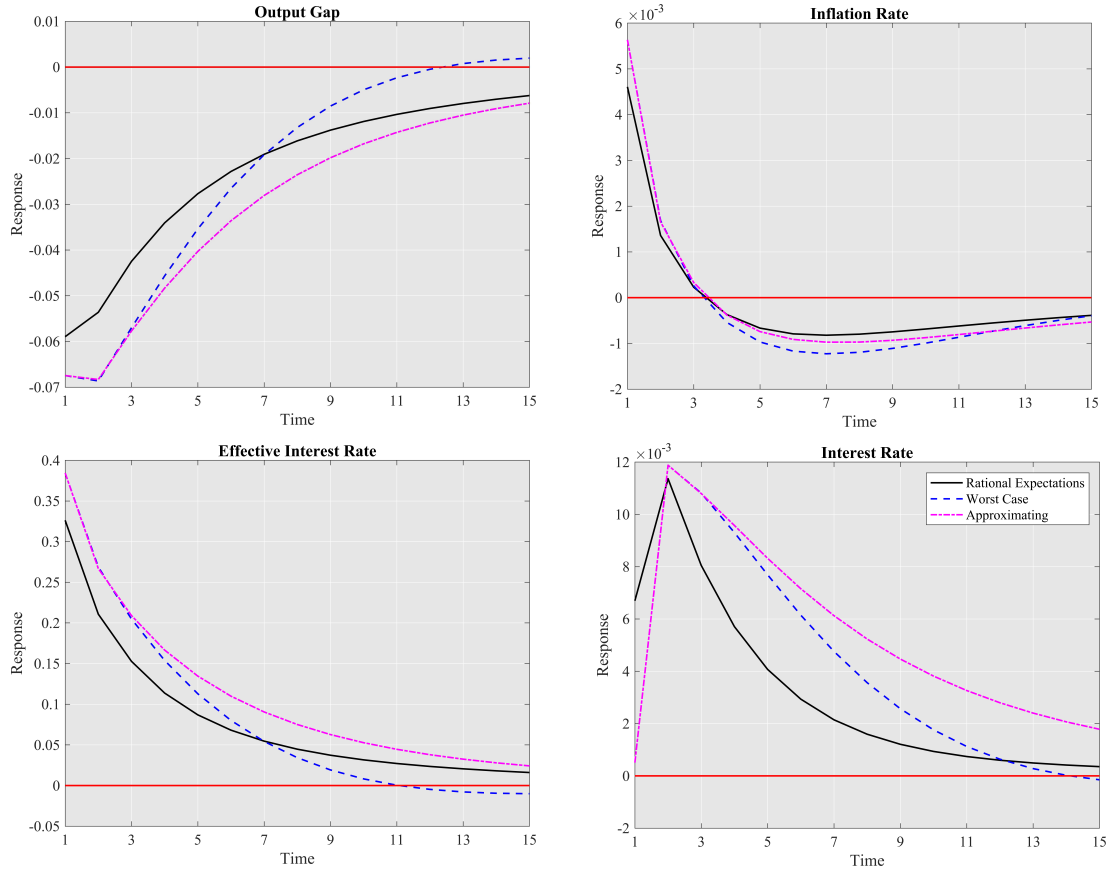 Output Gap
0.01
0
-0.01
-0.02
-0.03
-0.04
-0.05
-0.06
-0.07
Response
1 3 5 7 9 11 13 15
Time
Inflation Rate
×10⁻³
6
5
4
3
2
1
0
-1
-2
Response
1 3 5 7 9 11 13 15
Time
Effective Interest Rate
0.4
0.35
0.3
0.25
0.2
0.15
0.1
0.05
0
-0.05
Response
1 3 5 7 9 11 13 15
Time
Interest Rate
×10⁻³
12
10
8
6
4
2
0
-2
Response
Rational Expectations
Worst Case
Approximating
1 3 5 7 9 11 13 15
Time